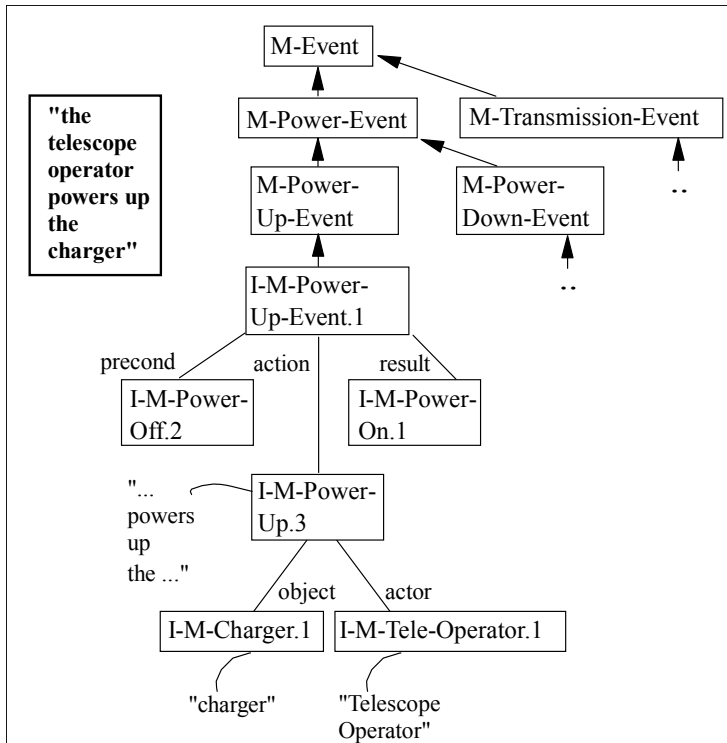 M-Event
"the
telescope
operator
powers up
the
charger"
M-Power-Event
M-Transmission-Event
M-Power-
Up-Event
M-Power-
Down-Event
..
I-M-Power-
Up-Event.1
..
precond
action
result
I-M-Power-
Off.2
I-M-Power-
On.1
"...
powers
up
the ..."
I-M-Power-
Up.3
object
actor
I-M-Charger.1
I-M-Tele-Operator.1
"charger"
"Telescope
Operator"